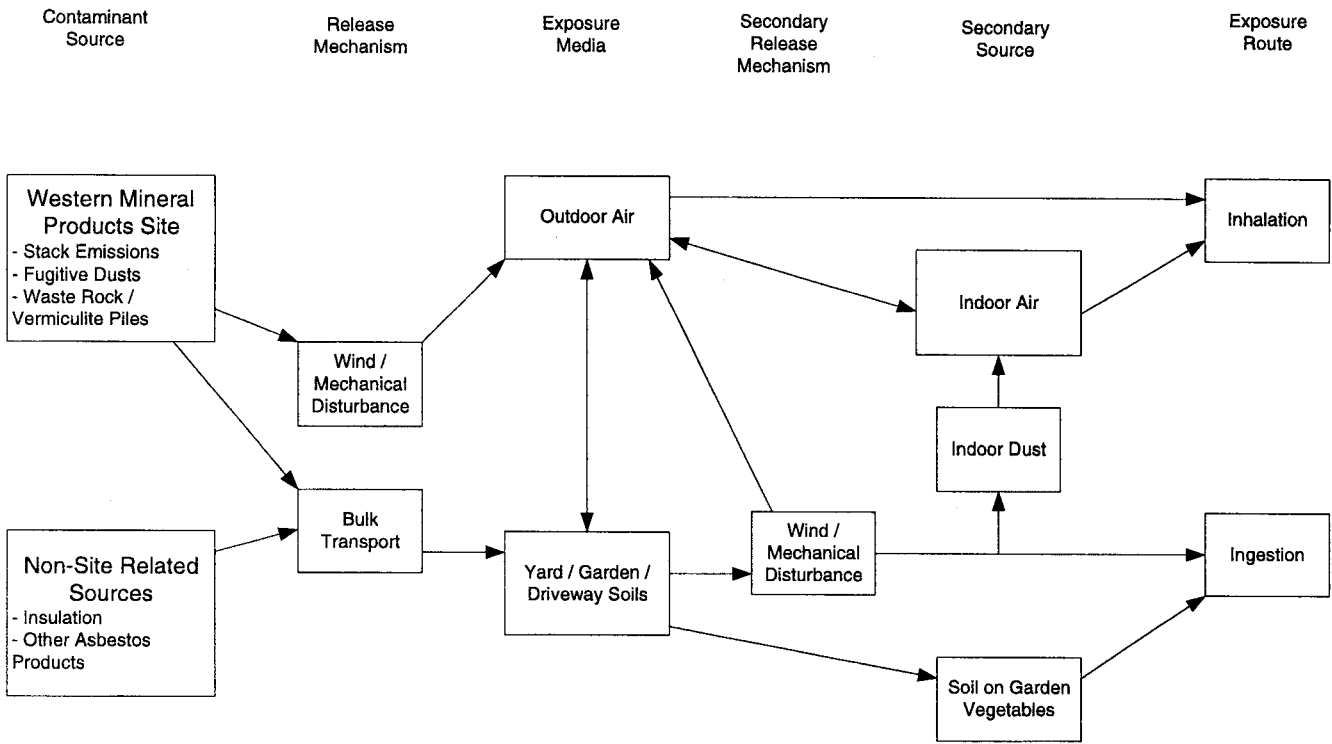 Contaminant
Source
Release
Mechanism
Exposure
Media
Secondary
Release
Mechanism
Secondary
Source
Exposure
Route
Western Mineral
Products Site
- Stack Emissions
- Fugitive Dusts
- Waste Rock /
Vermiculite Piles
Wind /
Mechanical
Disturbance
Outdoor Air
Indoor Air
Inhalation
Indoor Dust
Non-Site Related
Sources
- Insulation
- Other Asbestos
Products
Bulk
Transport
Yard / Garden /
Driveway Soils
Wind /
Mechanical
Disturbance
Ingestion
Soil on Garden
Vegetables